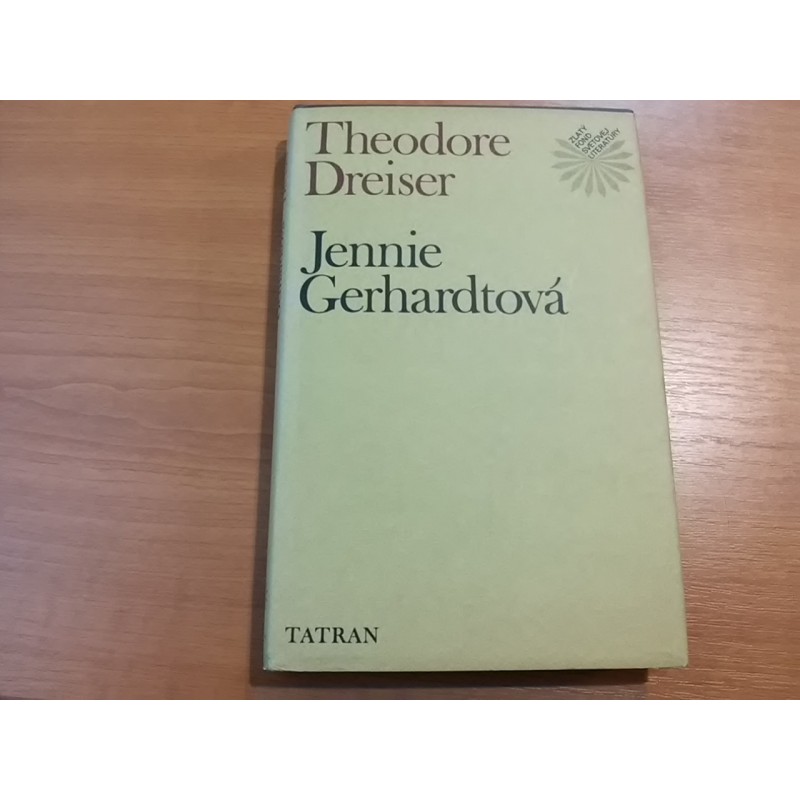 Theodore
Dreiser
ZLATÝ
FOND
SVETOVEJ
LITERATÚRY
Jennie
Gerhardtová
TATRAN